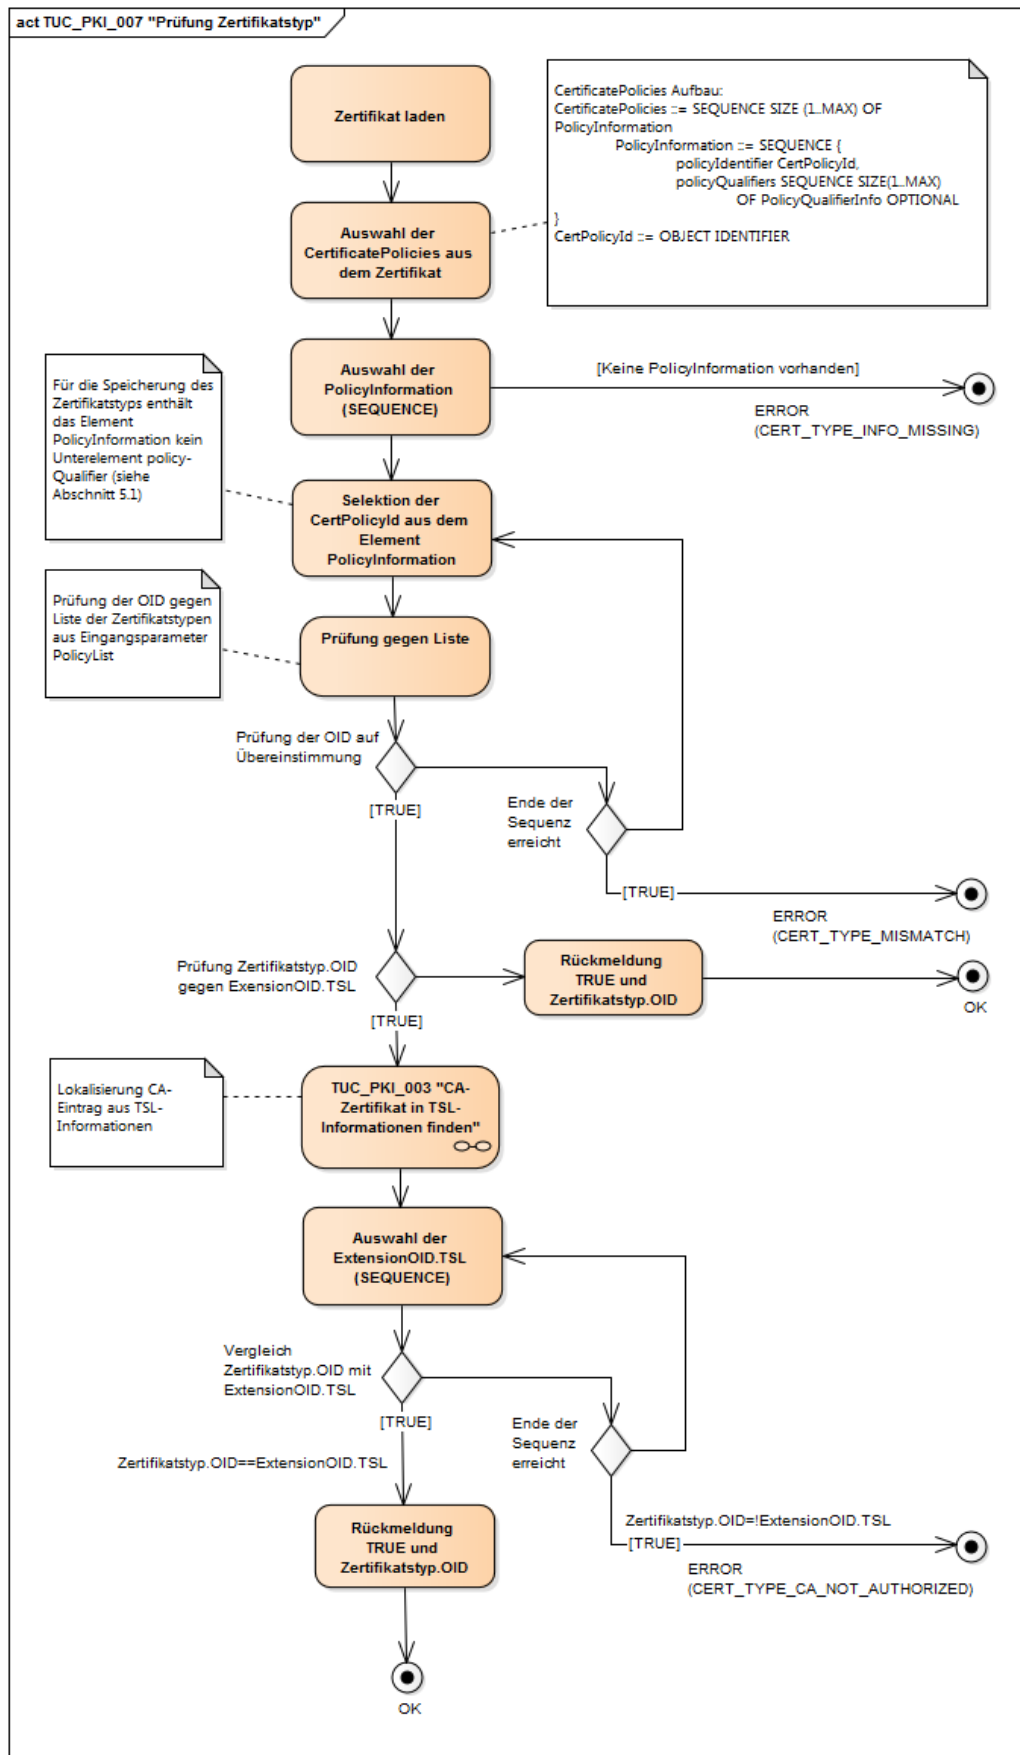 act TUC_PKI_007 "Prüfung Zertifikatstyp"
Zertifikat laden
CertificatePolicies Aufbau:
CertificatePolicies ::= SEQUENCE SIZE (1..MAX) OF
PolicyInformation
PolicyInformation ::= SEQUENCE {
policyIdentifier CertPolicyId,
policyQualifiers SEQUENCE SIZE(1..MAX)
OF PolicyQualifierInfo OPTIONAL
}
CertPolicyId ::= OBJECT IDENTIFIER
Auswahl der
CertificatePolicies aus
dem Zertifikat
Auswahl der
PolicyInformation
(SEQUENCE)
[Keine PolicyInformation vorhanden]
ERROR
(CERT_TYPE_INFO_MISSING)
Für die Speicherung des
Zertifikatstyps enthält
das Element
PolicyInformation kein
Unterelement policy-
Qualifier (siehe
Abschnitt 5.1)
Selektion der
CertPolicyId aus dem
Element
PolicyInformation
Prüfung der OID gegen
Liste der Zertifikatstypen
aus Eingangsparameter
PolicyList
Prüfung gegen Liste
Prüfung der OID auf
Übereinstimmung
[TRUE]
Ende der
Sequenz
erreicht
[TRUE]
ERROR
(CERT_TYPE_MISMATCH)
Prüfung Zertifikatstyp.OID
gegen ExensionOID.TSL
[TRUE]
Rückmeldung
TRUE und
Zertifikatstyp.OID
OK
Lokalisierung CA-
Eintrag aus TSL-
Informationen
TUC_PKI_003 "CA-
Zertifikat in TSL-
Informationen finden"
Auswahl der
ExtensionOID.TSL
(SEQUENCE)
Vergleich
Zertifikatstyp.OID mit
ExtensionOID.TSL
[TRUE]
Ende der
Sequenz
erreicht
Zertifikatstyp.OID==ExtensionOID.TSL
Zertifikatstyp.OID=!ExtensionOID.TSL
[TRUE]
ERROR
(CERT_TYPE_CA_NOT_AUTHORIZED)
Rückmeldung
TRUE und
Zertifikatstyp.OID
OK